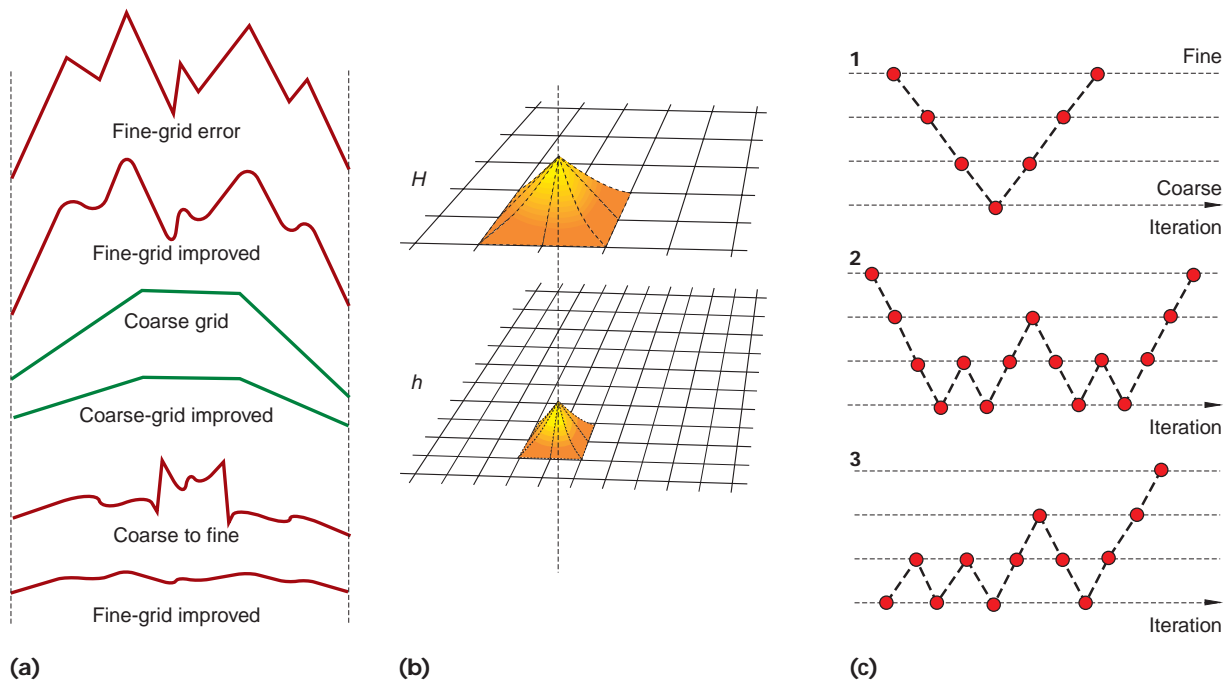 Fine-grid error
Fine-grid improved
Coarse grid
Coarse-grid improved
Coarse to fine
Fine-grid improved
(a)
H
h
(b)
1
Fine
Coarse
Iteration
2
Iteration
3
Iteration
(c)